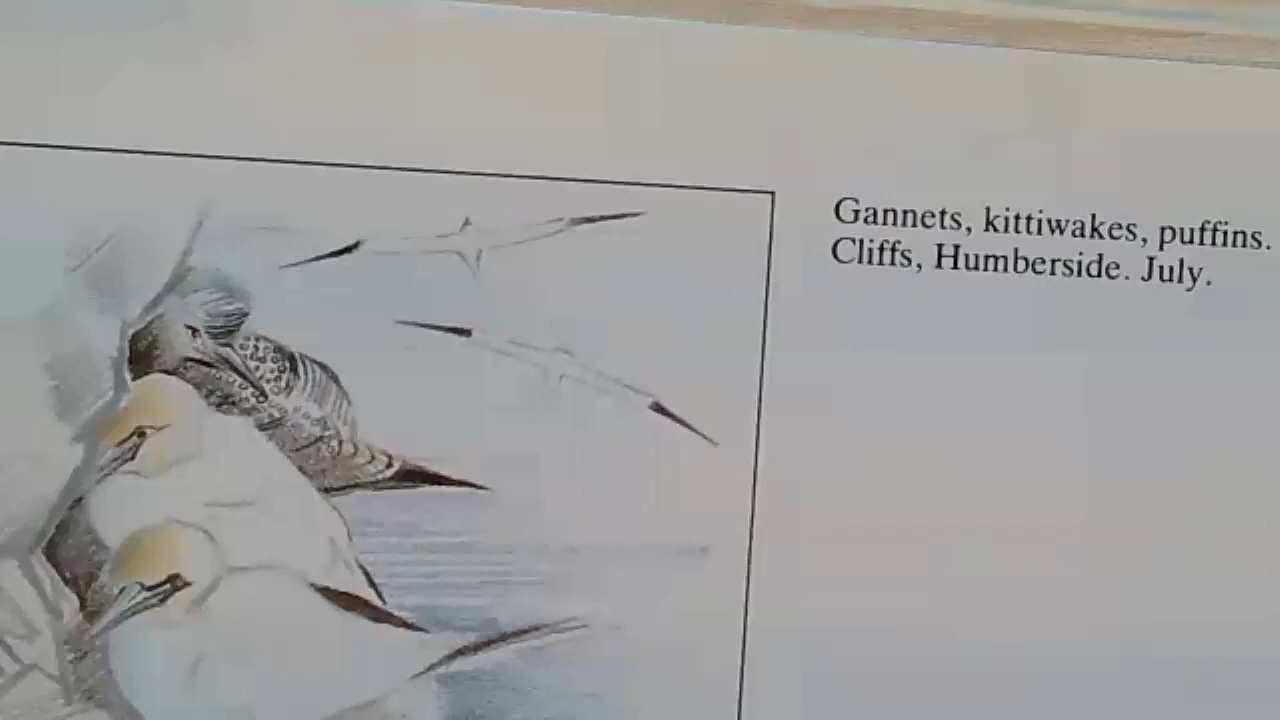 Gannets, kittiwakes, puffins.
Cliffs, Humberside. July.